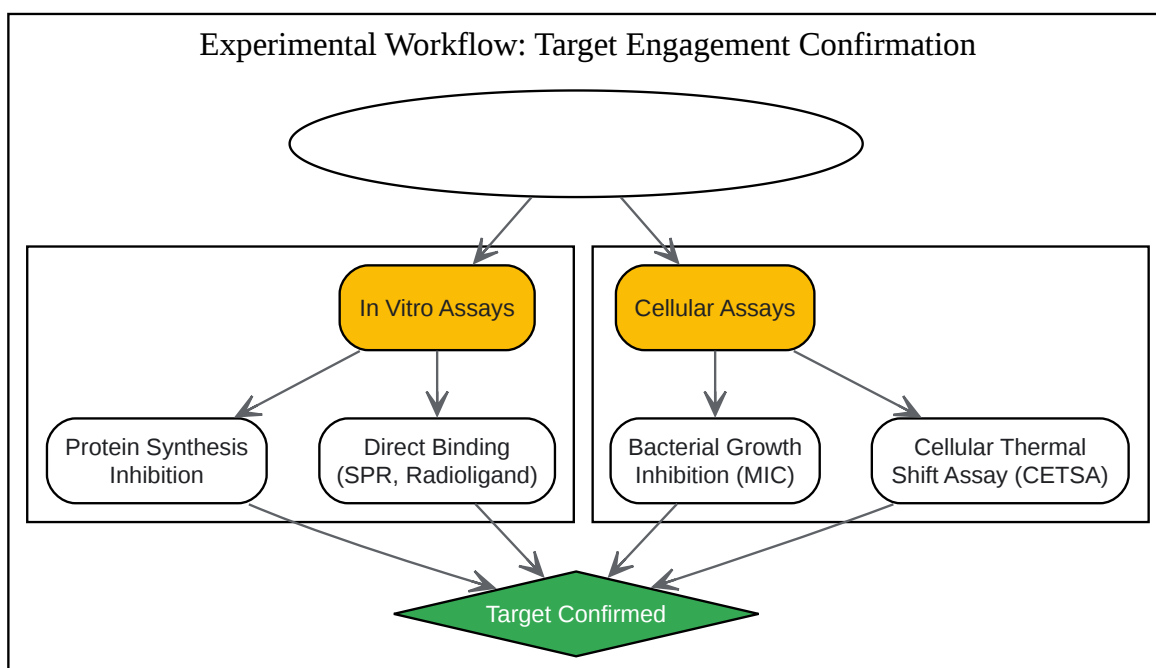 Experimental Workflow: Target Engagement Confirmation
In Vitro Assays
Cellular Assays
Protein Synthesis
Inhibition
Direct Binding
(SPR, Radioligand)
Bacterial Growth
Inhibition (MIC)
Cellular Thermal
Shift Assay (CETSA)
Target Confirmed